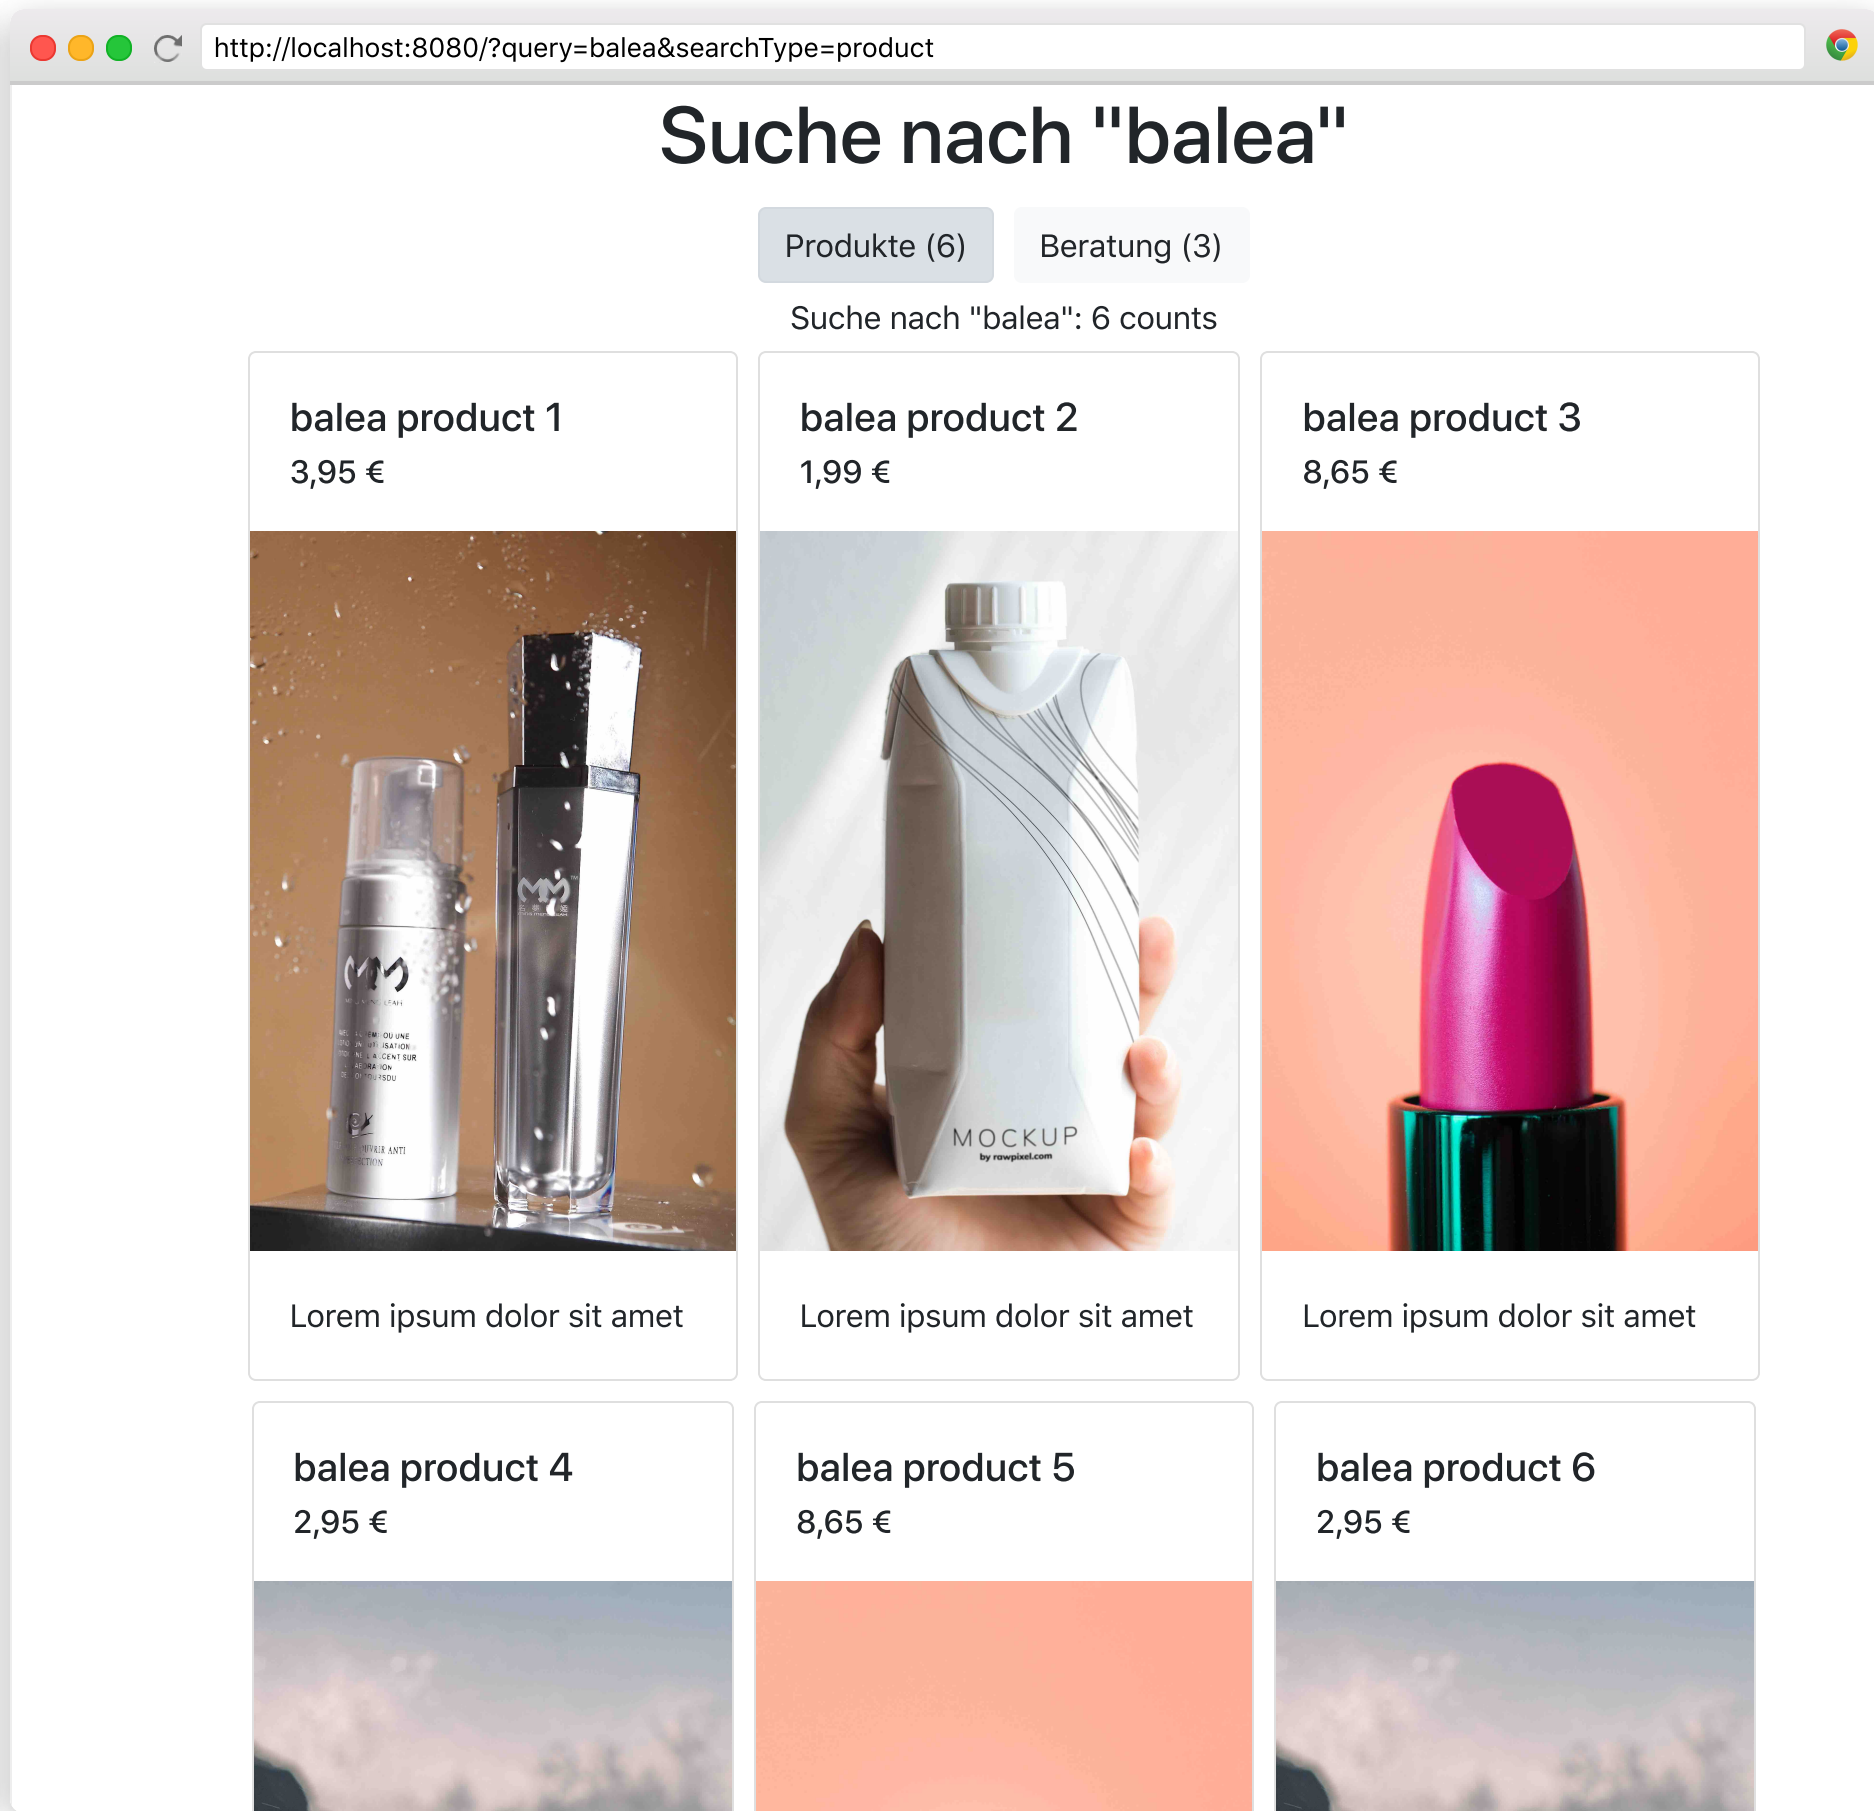 http://localhost:8080/?query=balea&searchType=product
Suche nach "balea"
Produkte (6)
Beratung (3)
Suche nach "balea": 6 counts
balea product 1
3,95 €
balea product 2
1,99 €
balea product 3
8,65 €
MOCKUP
by rawpixel.com
Lorem ipsum dolor sit amet
Lorem ipsum dolor sit amet
Lorem ipsum dolor sit amet
balea product 4
2,95 €
balea product 5
8,65 €
balea product 6
2,95 €